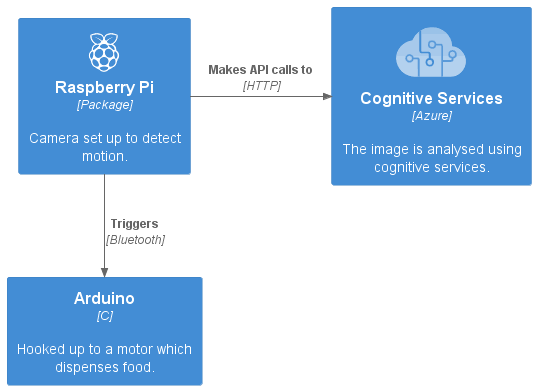 Raspberry Pi
[Package]
Camera set up to detect
motion.
Makes API calls to
[HTTP]
Cognitive Services
[Azure]
The image is analysed using
cognitive services.
Triggers
[Bluetooth]
Arduino
[C]
Hooked up to a motor which
dispenses food.